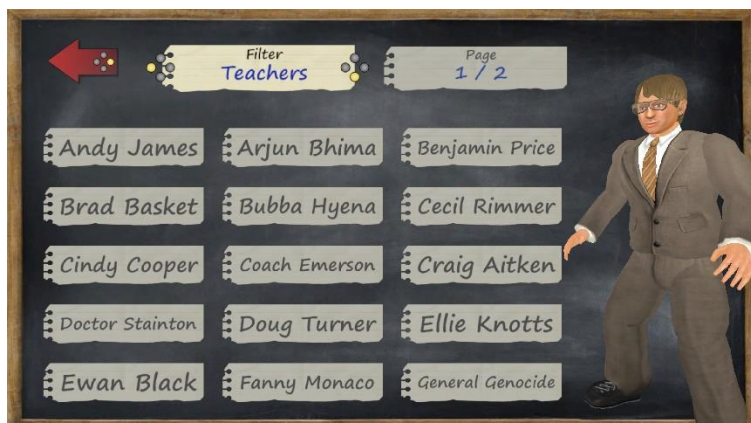 Filter
Teachers
Page
1 / 2
Andy James
Arjun Bhima
Benjamin Price
Brad Basket
Bubba Hyena
Cecil Rimmer
Cindy Cooper
Coach Emerson
Craig Aitken
Doctor Stainton
Doug Turner
Ellie Knotts
Ewan Black
Fanny Monaco
General Genocide